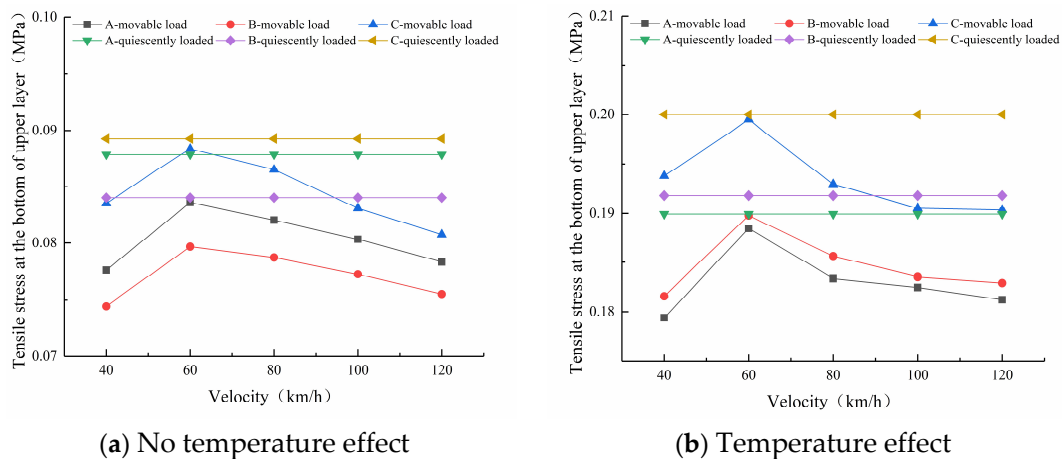 0.10
A-movable load B-movable load C-movable load
A-quiescently loaded B-quiescently loaded C-quiescently loaded
0.09
0.08
0.07
40 60 80 100 120
Velocity（km/h）
Tensile stress at the bottom of upper layer（MPa）
(a) No temperature effect
0.21
A-movable load B-movable load C-movable load
A-quiescently loaded B-quiescently loaded C-quiescently loaded
0.20
0.19
0.18
40 60 80 100 120
Velocity（km/h）
Tensile stress at the bottom of upper layer（MPa）
(b) Temperature effect